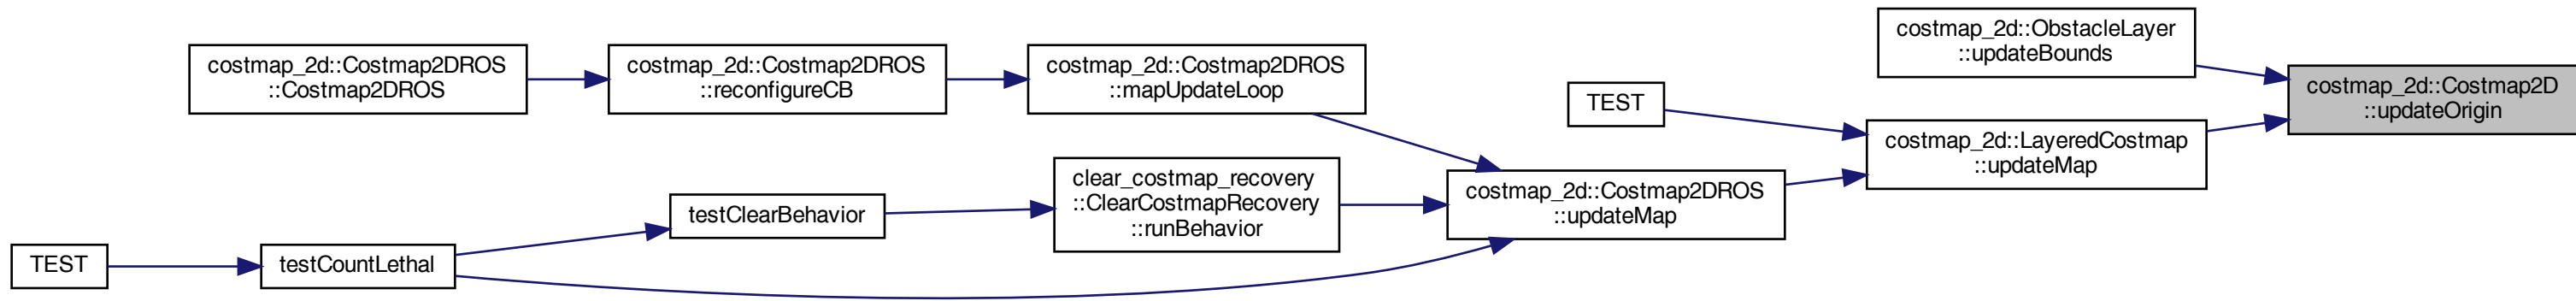 costmap_2d::Costmap2DROS
::Costmap2DROS
costmap_2d::Costmap2DROS
::reconfigureCB
costmap_2d::Costmap2DROS
::mapUpdateLoop
costmap_2d::ObstacleLayer
::updateBounds
costmap_2d::Costmap2D
::updateOrigin
TEST
costmap_2d::LayeredCostmap
::updateMap
clear_costmap_recovery
::ClearCostmapRecovery
::runBehavior
costmap_2d::Costmap2DROS
::updateMap
testClearBehavior
TEST
testCountLethal